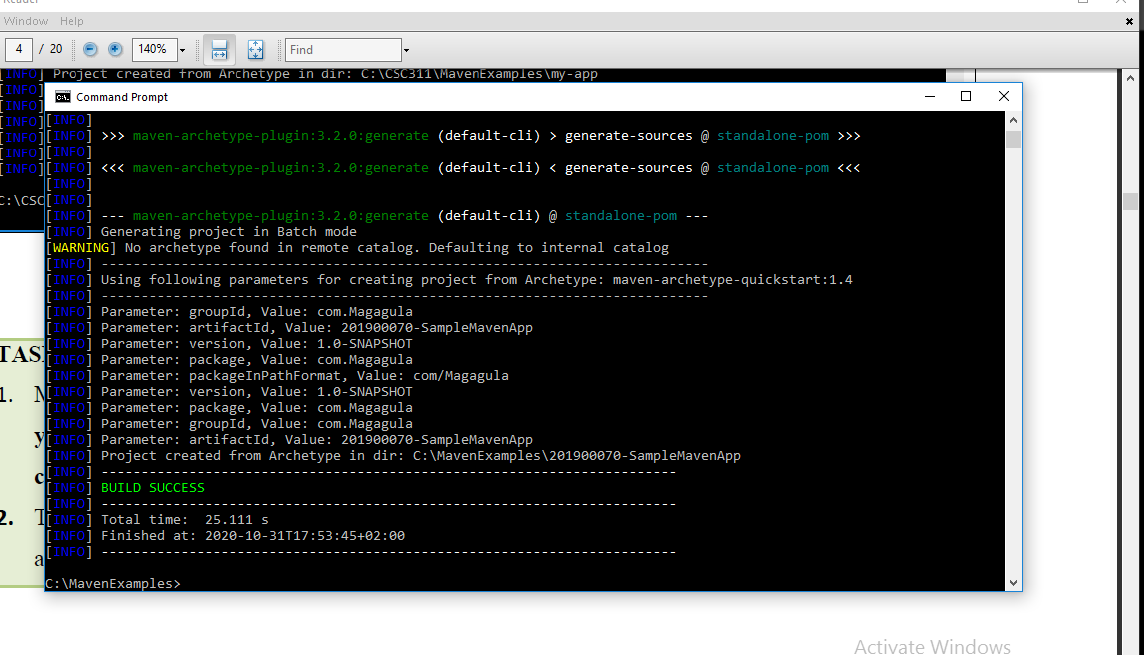 Reader
Window Help
4 / 20 140% Find
[INFO] Project created from Archetype in dir: C:\CSC311\MavenExamples\my-app
[INFO]
[INFO]
[INFO]
[INFO]
[INFO]
[INFO]
C:\CSC
Command Prompt
[INFO]
[INFO] >>> maven-archetype-plugin:3.2.0:generate (default-cli) > generate-sources @ standalone-pom >>>
[INFO]
[INFO] <<< maven-archetype-plugin:3.2.0:generate (default-cli) < generate-sources @ standalone-pom <<<
[INFO]
[INFO]
[INFO] --- maven-archetype-plugin:3.2.0:generate (default-cli) @ standalone-pom ---
[INFO] Generating project in Batch mode
[WARNING] No archetype found in remote catalog. Defaulting to internal catalog
[INFO] ----------------------------------------------------------------------------
[INFO] Using following parameters for creating project from Archetype: maven-archetype-quickstart:1.4
[INFO] ----------------------------------------------------------------------------
[INFO] Parameter: groupId, Value: com.Magagula
[INFO] Parameter: artifactId, Value: 201900070-SampleMavenApp
[INFO] Parameter: version, Value: 1.0-SNAPSHOT
[INFO] Parameter: package, Value: com.Magagula
[INFO] Parameter: packageInPathFormat, Value: com/Magagula
[INFO] Parameter: version, Value: 1.0-SNAPSHOT
[INFO] Parameter: package, Value: com.Magagula
[INFO] Parameter: groupId, Value: com.Magagula
[INFO] Parameter: artifactId, Value: 201900070-SampleMavenApp
[INFO] Project created from Archetype in dir: C:\MavenExamples\201900070-SampleMavenApp
[INFO] ------------------------------------------------------------------------
[INFO] BUILD SUCCESS
[INFO] ------------------------------------------------------------------------
[INFO] Total time:  25.111 s
[INFO] Finished at: 2020-10-31T17:53:45+02:00
[INFO] ------------------------------------------------------------------------
C:\MavenExamples>
TAS
1.
y
c
2. T
a
Activate Windows